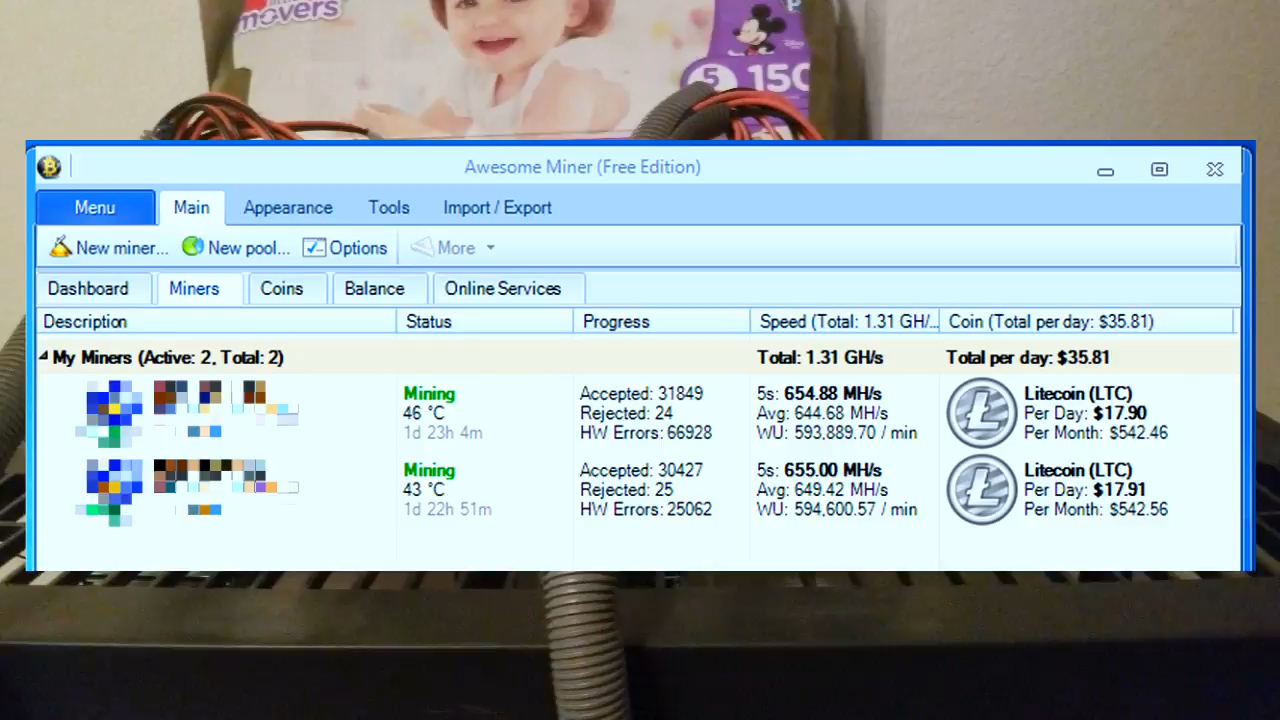 movers
P
Disney
5
150
Awesome Miner (Free Edition)
Menu Main Appearance Tools Import / Export
New miner... New pool... Options More
Dashboard Miners Coins Balance Online Services
Description Status Progress Speed (Total: 1.31 GH/... Coin (Total per day: $35.81)
My Miners (Active: 2, Total: 2) Total: 1.31 GH/s Total per day: $35.81
Mining Accepted: 31849 5s: 654.88 MH/s Litecoin (LTC)
46 °C Rejected: 24 Avg: 644.68 MH/s Per Day: $17.90
1d 23h 4m HW Errors: 66928 WU: 593,889.70 / min Per Month: $542.46
Mining Accepted: 30427 5s: 655.00 MH/s Litecoin (LTC)
43 °C Rejected: 25 Avg: 649.42 MH/s Per Day: $17.91
1d 22h 51m HW Errors: 25062 WU: 594,600.57 / min Per Month: $542.56